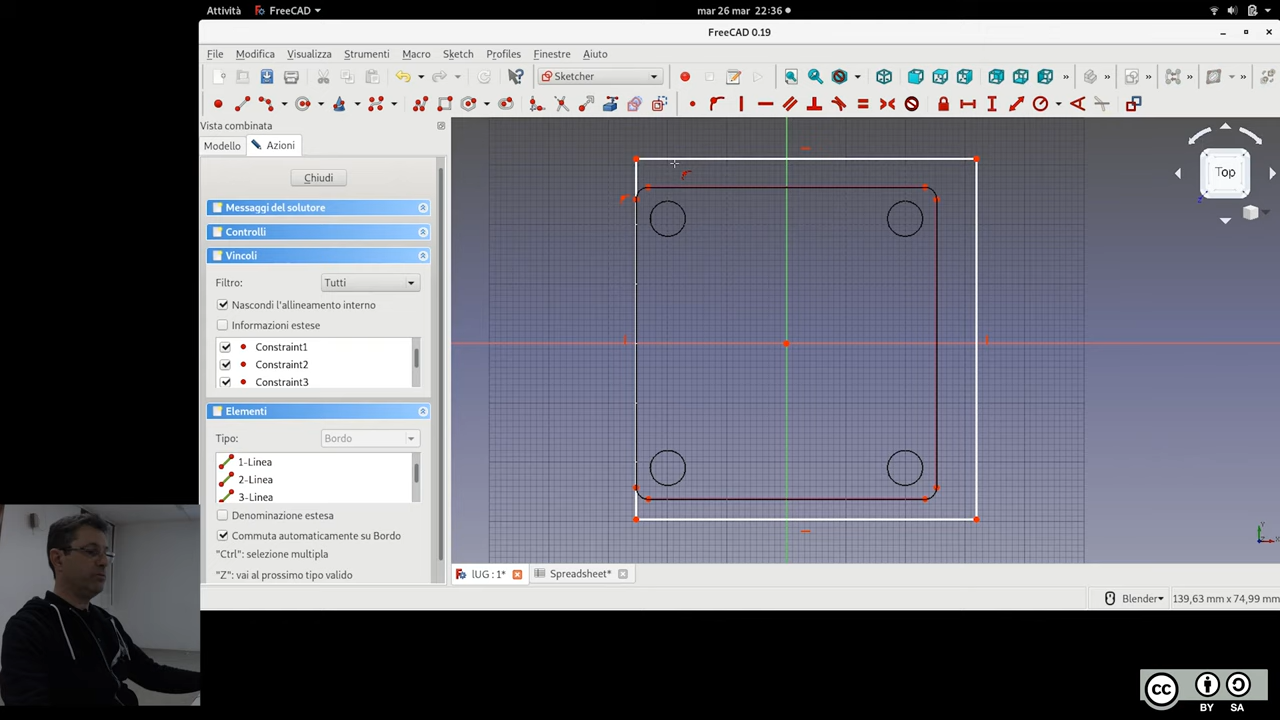 Attività FreeCAD mar 26 mar 22:36
FreeCAD 0.19
File Modifica Visualizza Strumenti Macro Sketch Profiles Finestre Aiuto
Sketcher
Vista combinata
Modello Azioni
Chiudi
Messaggi del solutore
Controlli
Vincoli
Filtro: Tutti
Nascondi l'allineamento interno
Informazioni estese
Constraint1
Constraint2
Constraint3
Elementi
Tipo: Bordo
1-Linea
2-Linea
3-Linea
Denominazione estesa
Commuta automaticamente su Bordo
"Ctrl": selezione multipla
"Z": vai al prossimo tipo valido
Top
Y
Z
X
lUG : 1* Spreadsheet*
Blender 139,63 mm x 74,99 mm
cc
BY SA